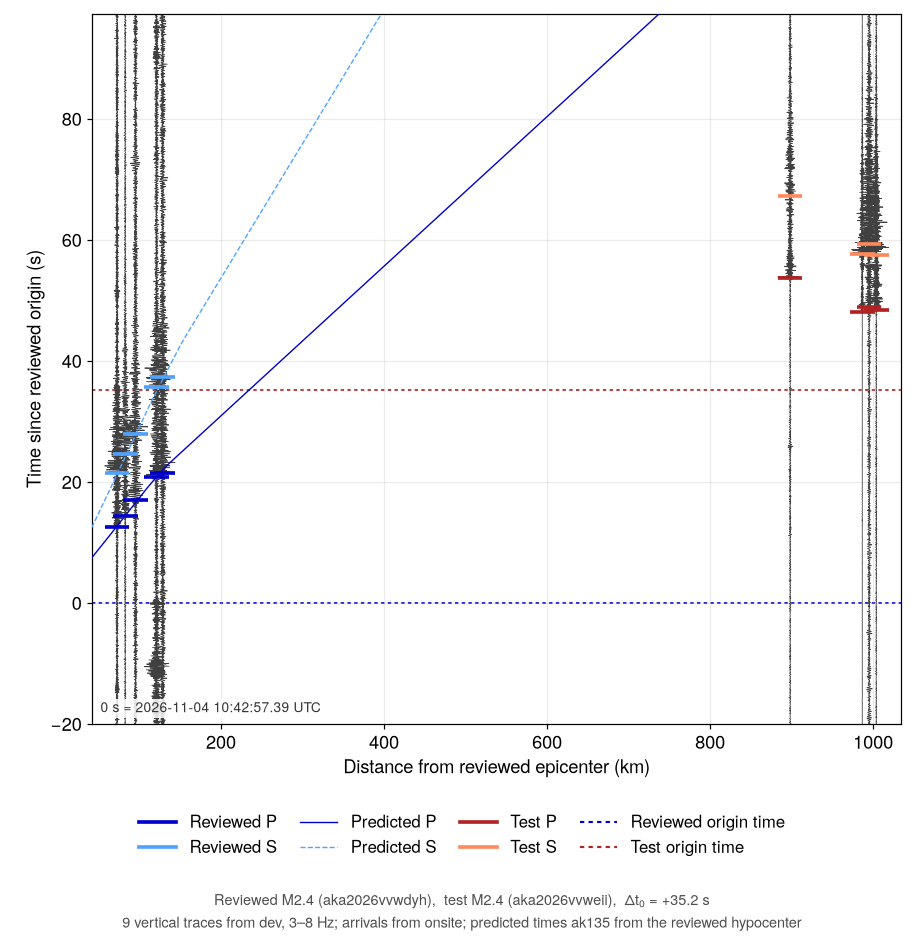 80
60
40
20
0
−20
Time since reviewed origin (s)
0 s = 2026-11-04 10:42:57.39 UTC
200 400 600 800 1000
Distance from reviewed epicenter (km)
Reviewed P Predicted P Test P Reviewed origin time
Reviewed S Predicted S Test S Test origin time
Reviewed M2.4 (aka2026vvwdyh), test M2.4 (aka2026vvweii), Δt₀ = +35.2 s
9 vertical traces from dev, 3–8 Hz; arrivals from onsite; predicted times ak135 from the reviewed hypocenter